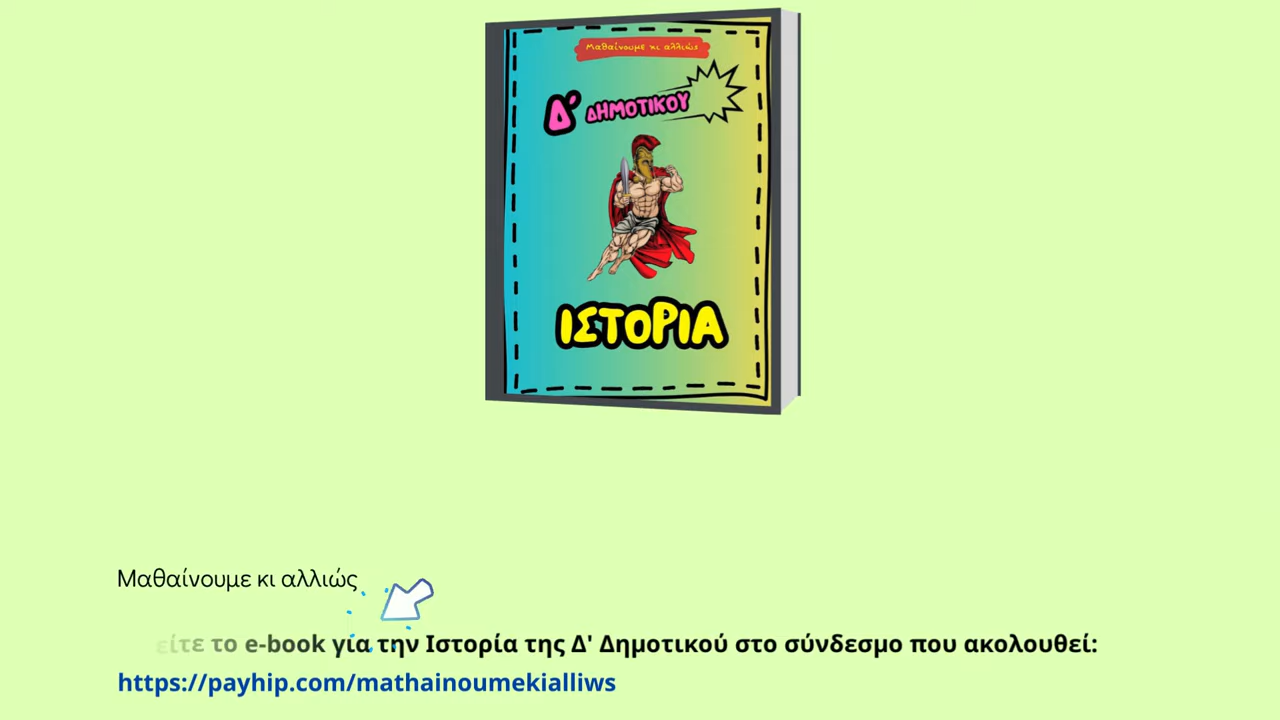 Μαθαίνουμε κι αλλιώς
Δ' ΔΗΜΟΤΙΚΟΥ
ΙΣΤΟΡΙΑ
Μαθαίνουμε κι αλλιώς
το e-book για την Ιστορία της Δ' Δημοτικού στο σύνδεσμο που ακολουθεί:
https://payhip.com/mathainoumekialliws